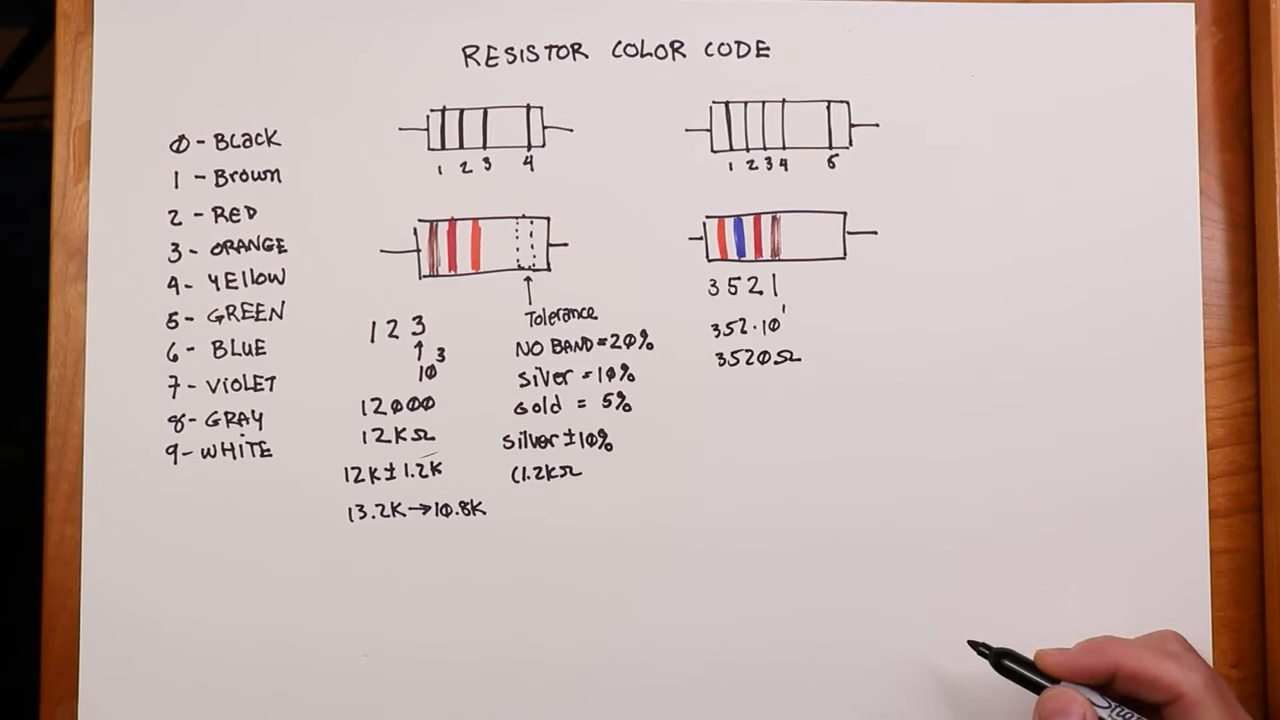 RESISTOR COLOR CODE
0 - BLACK
1 - Brown
2 - RED
3 - ORANGE
4 - YEllOW
5 - GREEN
6 - BLUE
7 - VIOLET
8 - GRAY
9 - WHITE
1 2 3 4
1 2 3
10 3
12000
12KΩ
12K ± 1.2K
13.2K → 10.8K
Tolerance
NO BAND = 20%
silver = 10%
Gold = 5%
silver ± 10%
(1.2KΩ
1 2 3 4 5
3 5 2 1
352 · 10 1
3520Ω